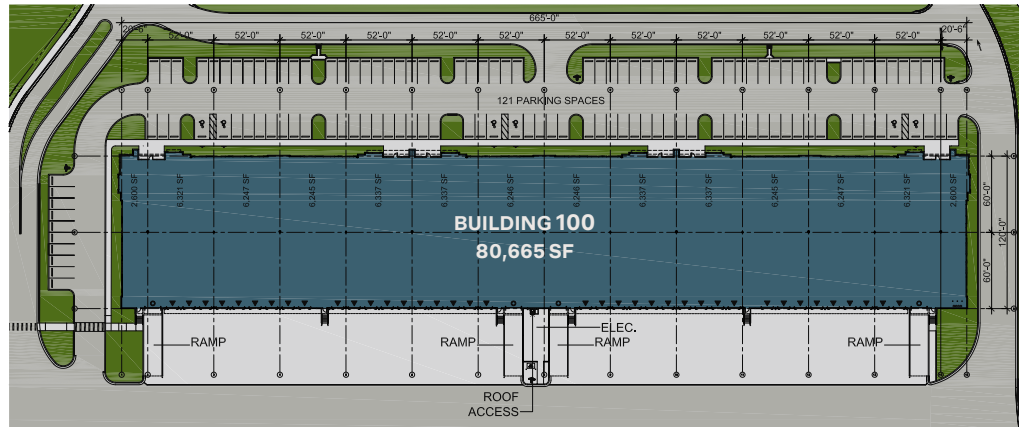 665'-0"
20'-6" 52'-0" 52'-0" 52'-0" 52'-0" 52'-0" 52'-0" 52'-0" 52'-0" 52'-0" 52'-0" 52'-0" 52'-0" 20'-6"
121 PARKING SPACES
2,600 SF
6,321 SF
6,247 SF
6,245 SF
6,337 SF
6,337 SF
6,246 SF
6,246 SF
6,337 SF
6,337 SF
6,245 SF
6,247 SF
6,321 SF
2,600 SF
60'-0"
120'-0"
60'-0"
BUILDING 100
80,665 SF
ELEC.
RAMP
RAMP
RAMP
RAMP
ROOF
ACCESS